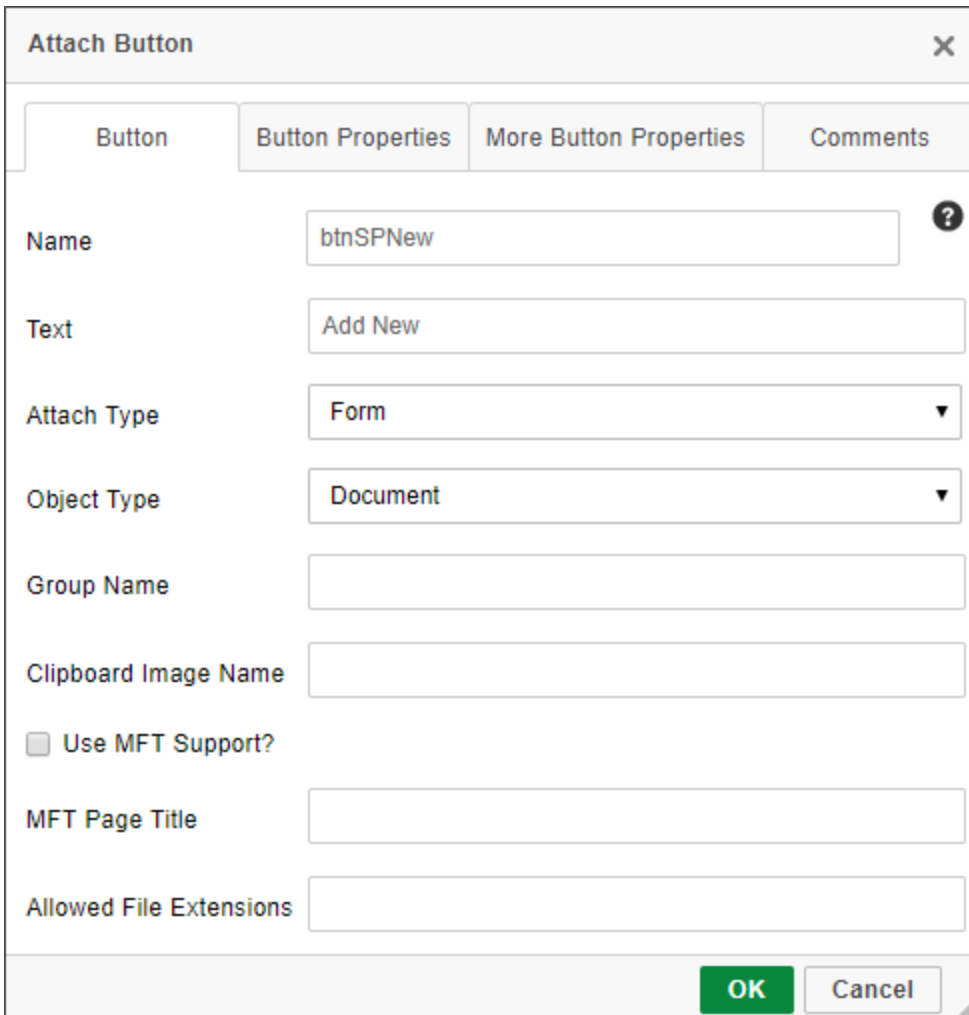 Attach Button
Button Button Properties More Button Properties Comments
Name btnSPNew
Text Add New
Attach Type Form
Object Type Document
Group Name
Clipboard Image Name
Use MFT Support?
MFT Page Title
Allowed File Extensions
OK Cancel